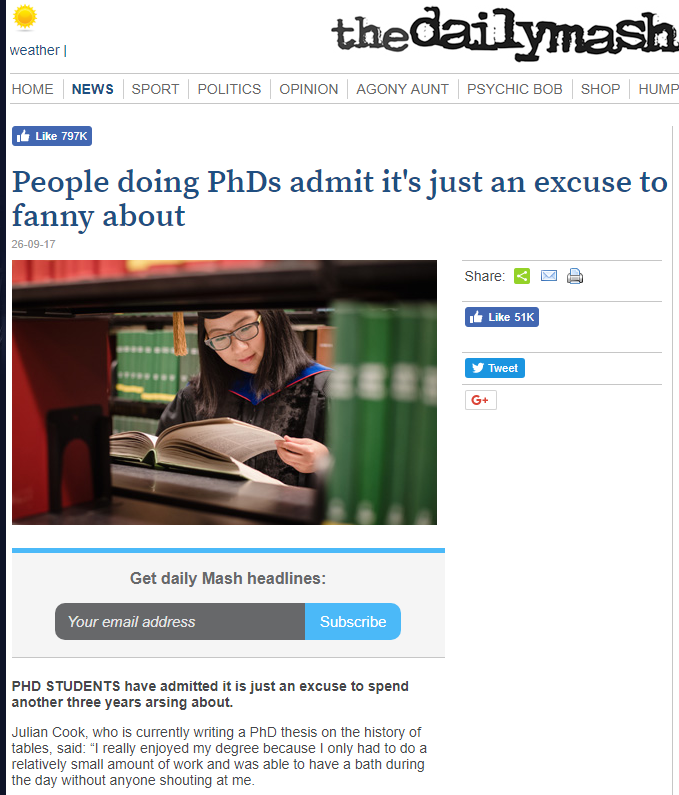 thedailymash
weather |
HOME NEWS SPORT POLITICS OPINION AGONY AUNT PSYCHIC BOB SHOP HUMP
Like 797K
People doing PhDs admit it's just an excuse to
fanny about
26-09-17
Share:
Like 51K
Tweet
G+
Get daily Mash headlines:
Your email address Subscribe
PHD STUDENTS have admitted it is just an excuse to spend
another three years arsing about.
Julian Cook, who is currently writing a PhD thesis on the history of
tables, said: “I really enjoyed my degree because I only had to do a
relatively small amount of work and was able to have a bath during
the day without anyone shouting at me.